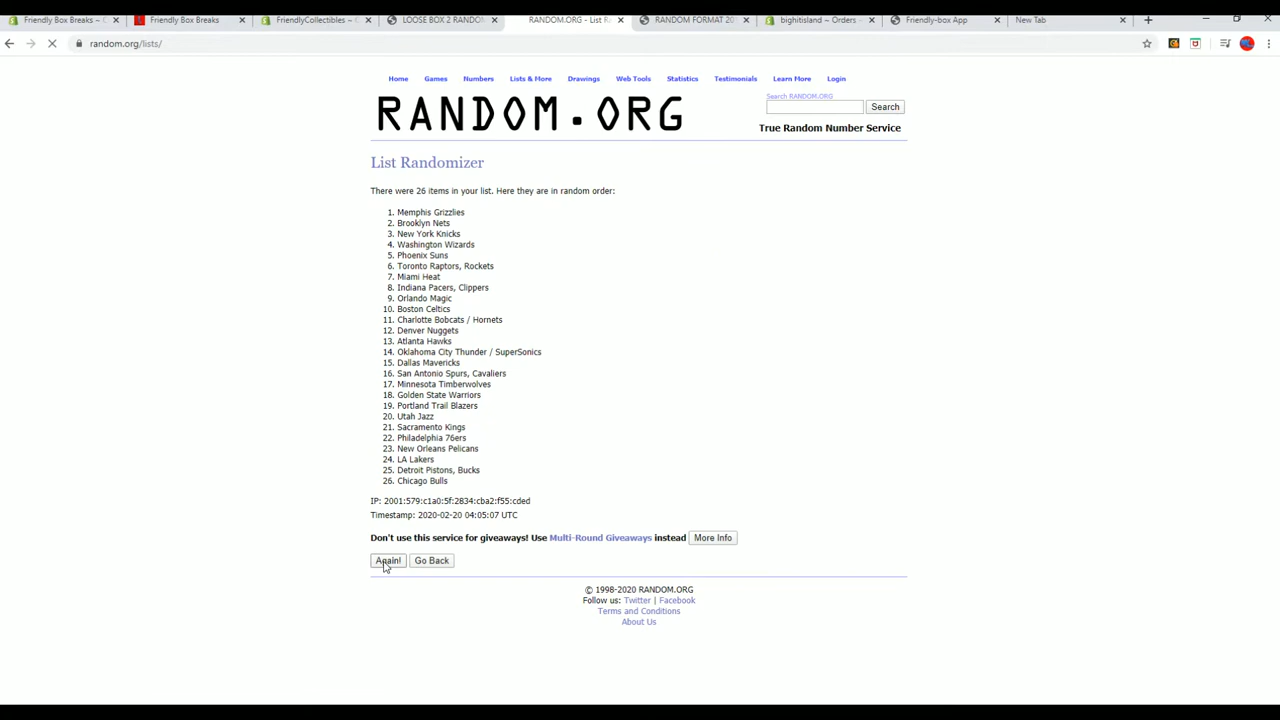 Friendly Box Breaks ~ C
Friendly Box Breaks
FriendlyCollectibles ~ C
LOOSE BOX 2 RANDOM
RANDOM.ORG - List R
RANDOM FORMAT 20
bighitisland ~ Orders ~
Friendly-box App
New Tab
random.org/lists/
Home Games Numbers Lists & More Drawings Web Tools Statistics Testimonials Learn More Login
RANDOM.ORG
Search RANDOM.ORG
Search
True Random Number Service
List Randomizer
There were 26 items in your list. Here they are in random order:
1. Memphis Grizzlies
2. Brooklyn Nets
3. New York Knicks
4. Washington Wizards
5. Phoenix Suns
6. Toronto Raptors, Rockets
7. Miami Heat
8. Indiana Pacers, Clippers
9. Orlando Magic
10. Boston Celtics
11. Charlotte Bobcats / Hornets
12. Denver Nuggets
13. Atlanta Hawks
14. Oklahoma City Thunder / SuperSonics
15. Dallas Mavericks
16. San Antonio Spurs, Cavaliers
17. Minnesota Timberwolves
18. Golden State Warriors
19. Portland Trail Blazers
20. Utah Jazz
21. Sacramento Kings
22. Philadelphia 76ers
23. New Orleans Pelicans
24. LA Lakers
25. Detroit Pistons, Bucks
26. Chicago Bulls
IP: 2001:579:c1a0:5f:2834:cba2:f55:cded
Timestamp: 2020-02-20 04:05:07 UTC
Don't use this service for giveaways! Use Multi-Round Giveaways instead More Info
Again! Go Back
© 1998-2020 RANDOM.ORG
Follow us: Twitter | Facebook
Terms and Conditions
About Us